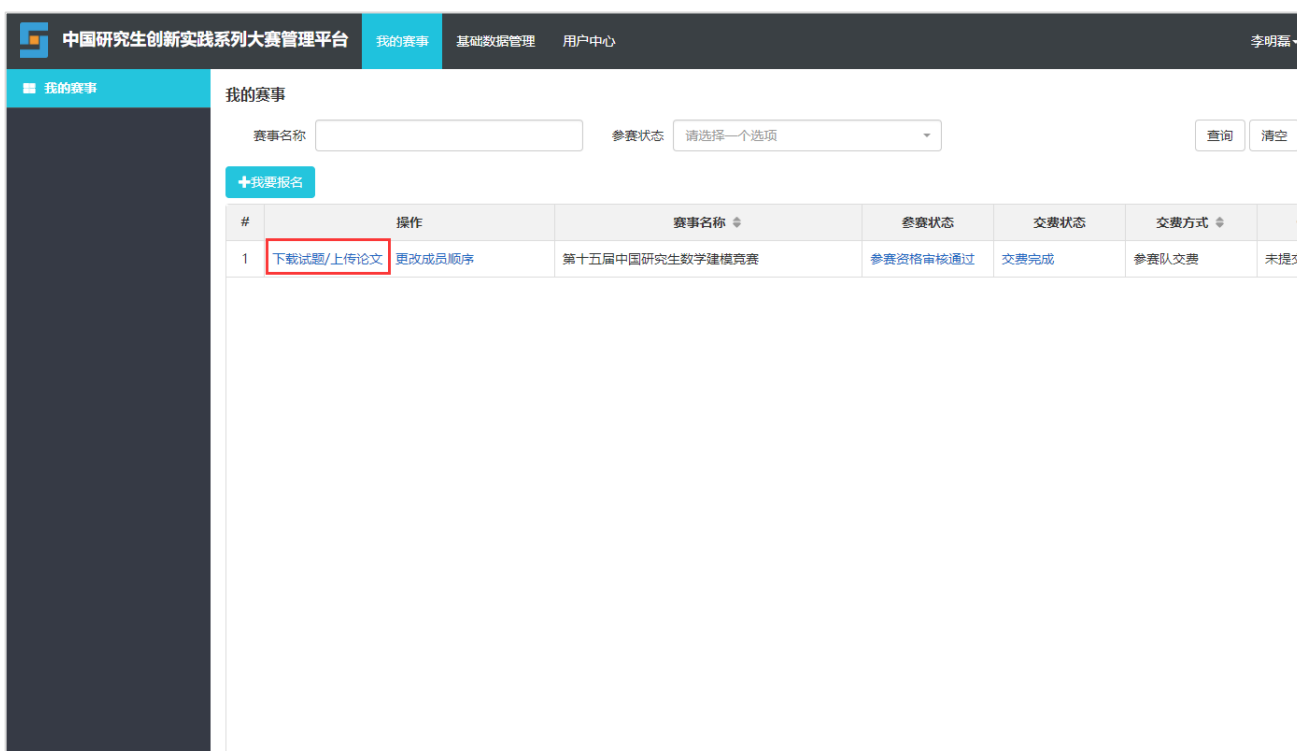 中国研究生创新实践系列大赛管理平台 我的赛事 基础数据管理 用户中心 李明磊
我的赛事
我的赛事
赛事名称 参赛状态 请选择一个选项 查询 清空
+我要报名
# 操作 赛事名称 参赛状态 交费状态 交费方式
1 下载试题/上传论文 更改成员顺序 第十五届中国研究生数学建模竞赛 参赛资格审核通过 交费完成 参赛队交费 未提